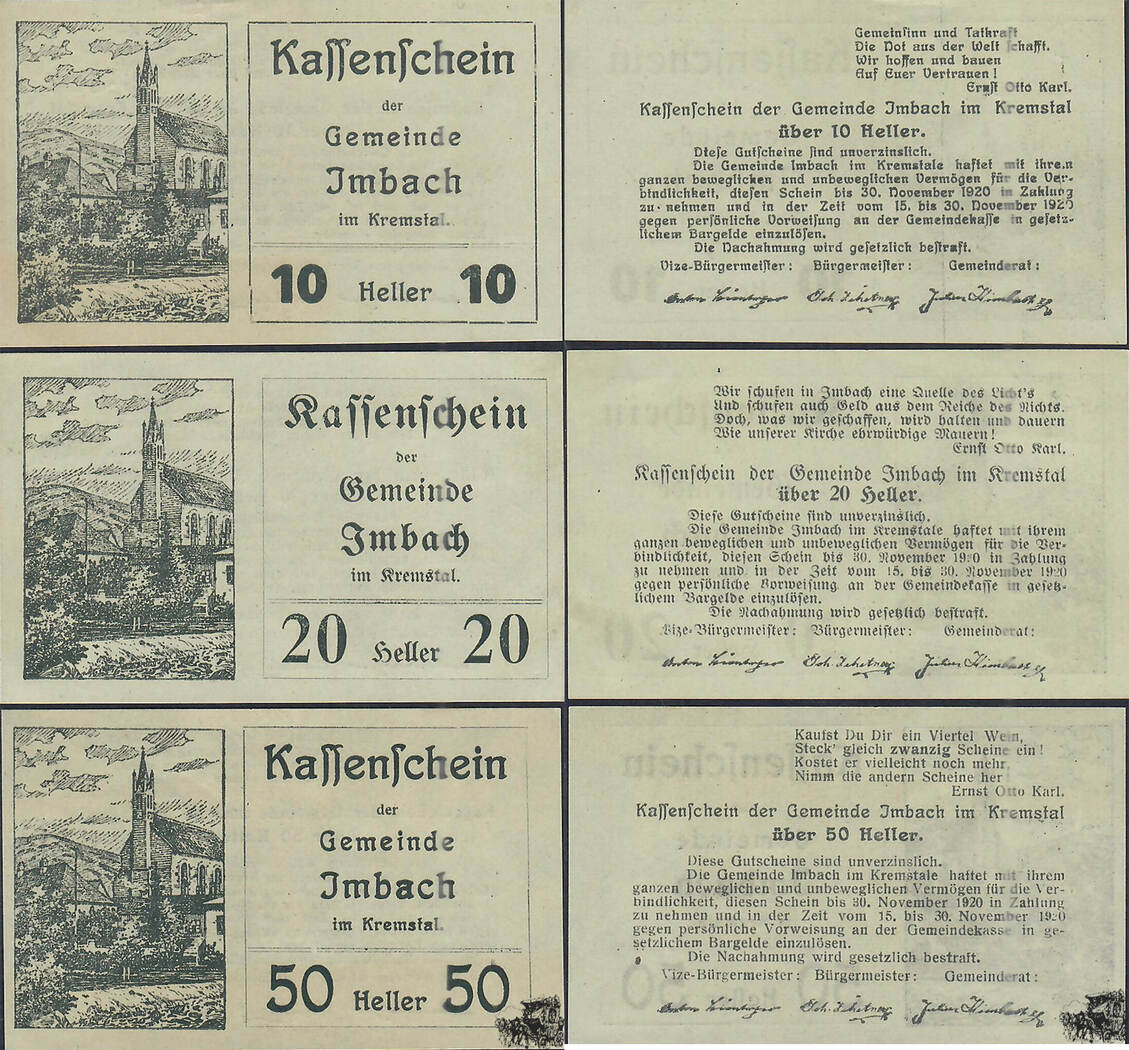 Kassenschein
der
Gemeinde
Imbach
im Kremstal.
10 Heller 10
Gemeinsinn und Tatkraft
Die Not aus der Welt schafft.
Wir hoffen und bauen
Auf Euer Vertrauen!
Ernst Otto Karl.
Kassenschein der Gemeinde Imbach im Kremstal
über 10 Heller.
Diese Gutscheine sind unverzinslich.
Die Gemeinde Imbach im Kremstale haftet mit ihrem
ganzen beweglichen und unbeweglichen Vermögen für die Ver-
bindlichkeit, diesen Schein bis 30. November 1920 in Zahlung
zu nehmen und in der Zeit vom 15. bis 30. November 1920
gegen persönliche Vorweisung an der Gemeindekasse in gesetz-
lichem Bargelde einzulösen.
Die Nachahmung wird gesetzlich bestraft.
Vize-Bürgermeister: Bürgermeister: Gemeinderat:
Kassenschein
der
Gemeinde
Imbach
im Kremstal.
20 Heller 20
Wir schufen in Imbach eine Quelle des Licht's
Und schufen auch Geld aus dem Reiche des Nichts.
Doch, was wir geschaffen, wird halten und dauern
Wie unserer Kirche ehrwürdige Mauern!
Ernst Otto Karl.
Kassenschein der Gemeinde Imbach im Kremstal
über 20 Heller.
Diese Gutscheine sind unverzinslich.
Die Gemeinde Imbach im Kremstale haftet mit ihrem
ganzen beweglichen und unbeweglichen Vermögen für die Ver-
bindlichkeit, diesen Schein bis 30. November 1920 in Zahlung
zu nehmen und in der Zeit vom 15. bis 30. November 1920
gegen persönliche Vorweisung an der Gemeindekasse in gesetz-
lichem Bargelde einzulösen.
Die Nachahmung wird gesetzlich bestraft.
Vize-Bürgermeister: Bürgermeister: Gemeinderat:
Kassenschein
der
Gemeinde
Imbach
im Kremstal.
50 Heller 50
Kaufst Du Dir ein Viertel Wein,
Steck' gleich zwanzig Scheine ein!
Kostet er vielleicht noch mehr,
Nimm die andern Scheine her
Ernst Otto Karl.
Kassenschein der Gemeinde Imbach im Kremstal
über 50 Heller.
Diese Gutscheine sind unverzinslich.
Die Gemeinde Imbach im Kremstale haftet mit ihrem
ganzen beweglichen und unbeweglichen Vermögen für die Ver-
bindlichkeit, diesen Schein bis 30. November 1920 in Zahlung
zu nehmen und in der Zeit vom 15. bis 30. November 1920
gegen persönliche Vorweisung an der Gemeindekasse in ge-
setzlichem Bargelde einzulösen.
Die Nachahmung wird gesetzlich bestraft.
Vize-Bürgermeister: Bürgermeister: Gemeinderat: